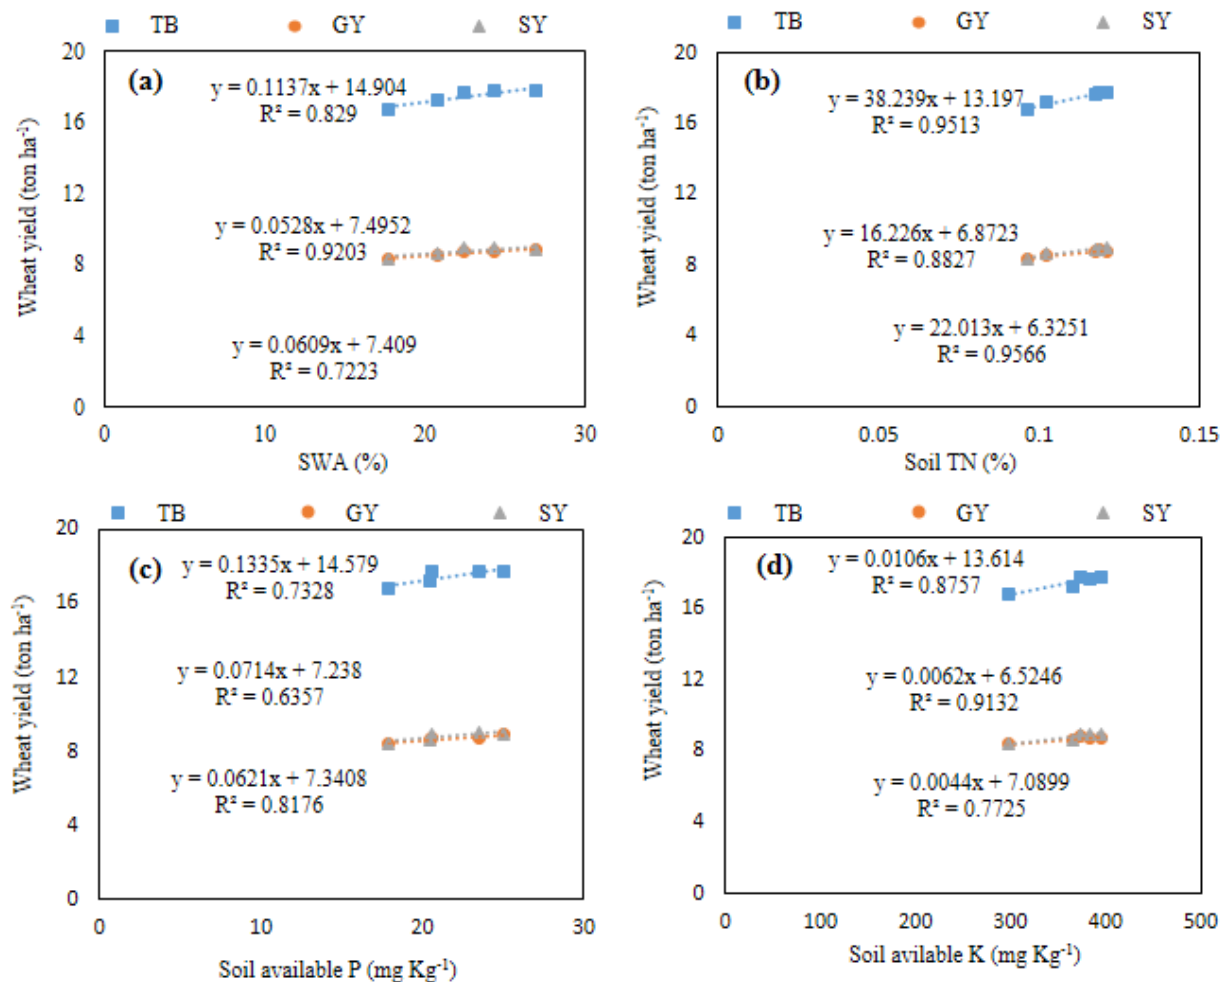 TB GY SY
20
16
12
8
4
0
Wheat yield (ton ha⁻¹)
(a)
y = 0.1137x + 14.904
R² = 0.829
y = 0.0528x + 7.4952
R² = 0.9203
y = 0.0609x + 7.409
R² = 0.7223
0 10 20 30
SWA (%)
TB GY SY
20
16
12
8
4
0
Wheat yield (ton ha⁻¹)
(b)
y = 38.239x + 13.197
R² = 0.9513
y = 16.226x + 6.8723
R² = 0.8827
y = 22.013x + 6.3251
R² = 0.9566
0 0.05 0.1 0.15
Soil TN (%)
TB GY SY
20
16
12
8
4
0
Wheat yield (ton ha⁻¹)
(c)
y = 0.1335x + 14.579
R² = 0.7328
y = 0.0714x + 7.238
R² = 0.6357
y = 0.0621x + 7.3408
R² = 0.8176
0 10 20 30
Soil available P (mg Kg⁻¹)
TB GY SY
20
16
12
8
4
0
Wheat yield (ton ha⁻¹)
(d)
y = 0.0106x + 13.614
R² = 0.8757
y = 0.0062x + 6.5246
R² = 0.9132
y = 0.0044x + 7.0899
R² = 0.7725
0 100 200 300 400 500
Soil avilable K (mg Kg⁻¹)